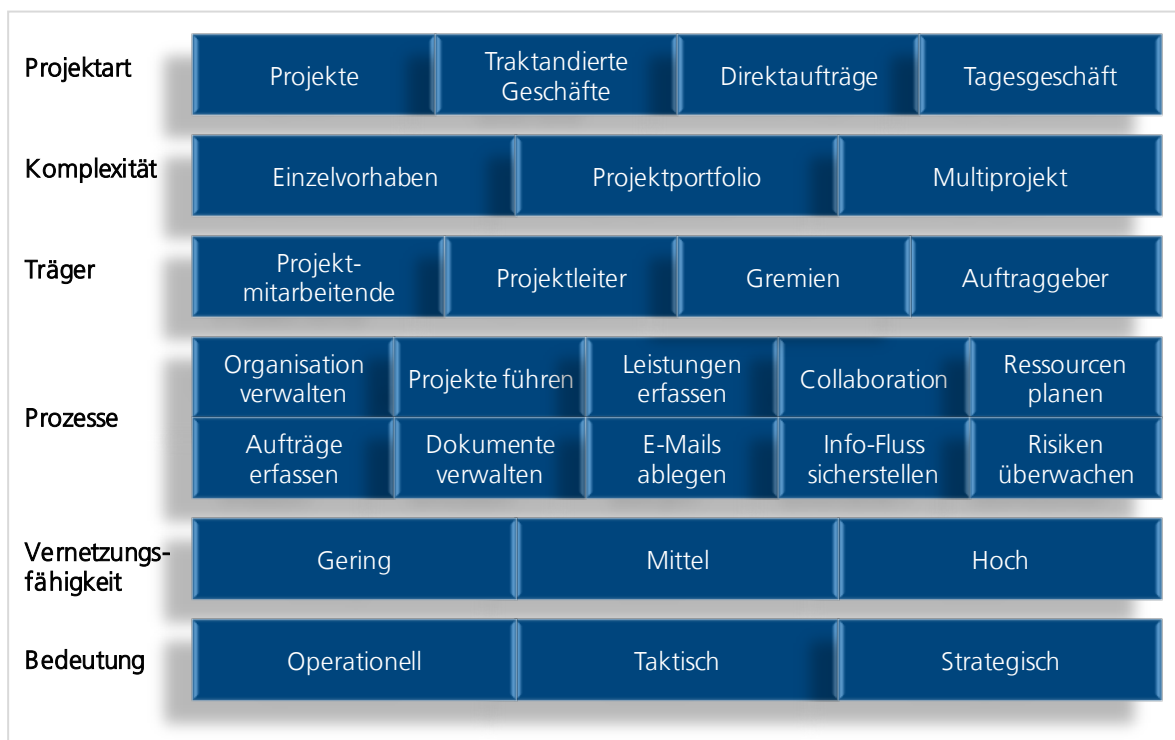 Projektart
Projekte
Traktandierte
Geschäfte
Direktaufträge
Tagesgeschäft
Komplexität
Einzelvorhaben
Projektportfolio
Multiprojekt
Träger
Projekt-
mitarbeitende
Projektleiter
Gremien
Auftraggeber
Prozesse
Organisation
verwalten
Projekte führen
Leistungen
erfassen
Collaboration
Ressourcen
planen
Aufträge
erfassen
Dokumente
verwalten
E-Mails
ablegen
Info-Fluss
sicherstellen
Risiken
überwachen
Vernetzungs-
fähigkeit
Gering
Mittel
Hoch
Bedeutung
Operationell
Taktisch
Strategisch